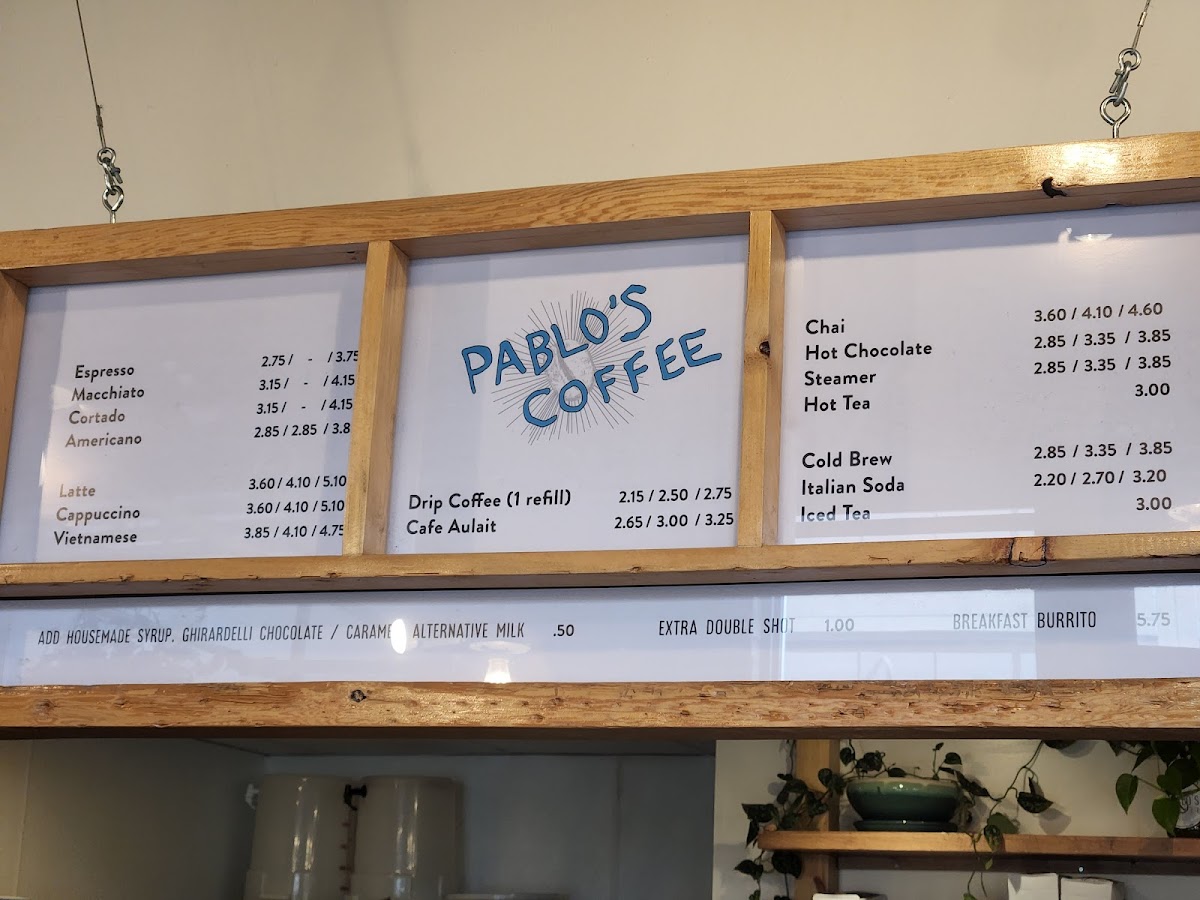 Espresso 2.75 / - / 3.75
Macchiato 3.15 / - / 4.15
Cortado 3.15 / - / 4.15
Americano 2.85 / 2.85 / 3.8
Latte 3.60 / 4.10 / 5.10
Cappuccino 3.60 / 4.10 / 5.10
Vietnamese 3.85 / 4.10 / 4.75
PABLO'S
COFFEE
Drip Coffee (1 refill) 2.15 / 2.50 / 2.75
Cafe Aulait 2.65 / 3.00 / 3.25
Chai 3.60 / 4.10 / 4.60
Hot Chocolate 2.85 / 3.35 / 3.85
Steamer 2.85 / 3.35 / 3.85
Hot Tea 3.00
Cold Brew 2.85 / 3.35 / 3.85
Italian Soda 2.20 / 2.70 / 3.20
Iced Tea 3.00
ADD HOUSEMADE SYRUP, GHIRARDELLI CHOCOLATE / CARAME ALTERNATIVE MILK .50 EXTRA DOUBLE SHOT 1.00 BREAKFAST BURRITO 5.75